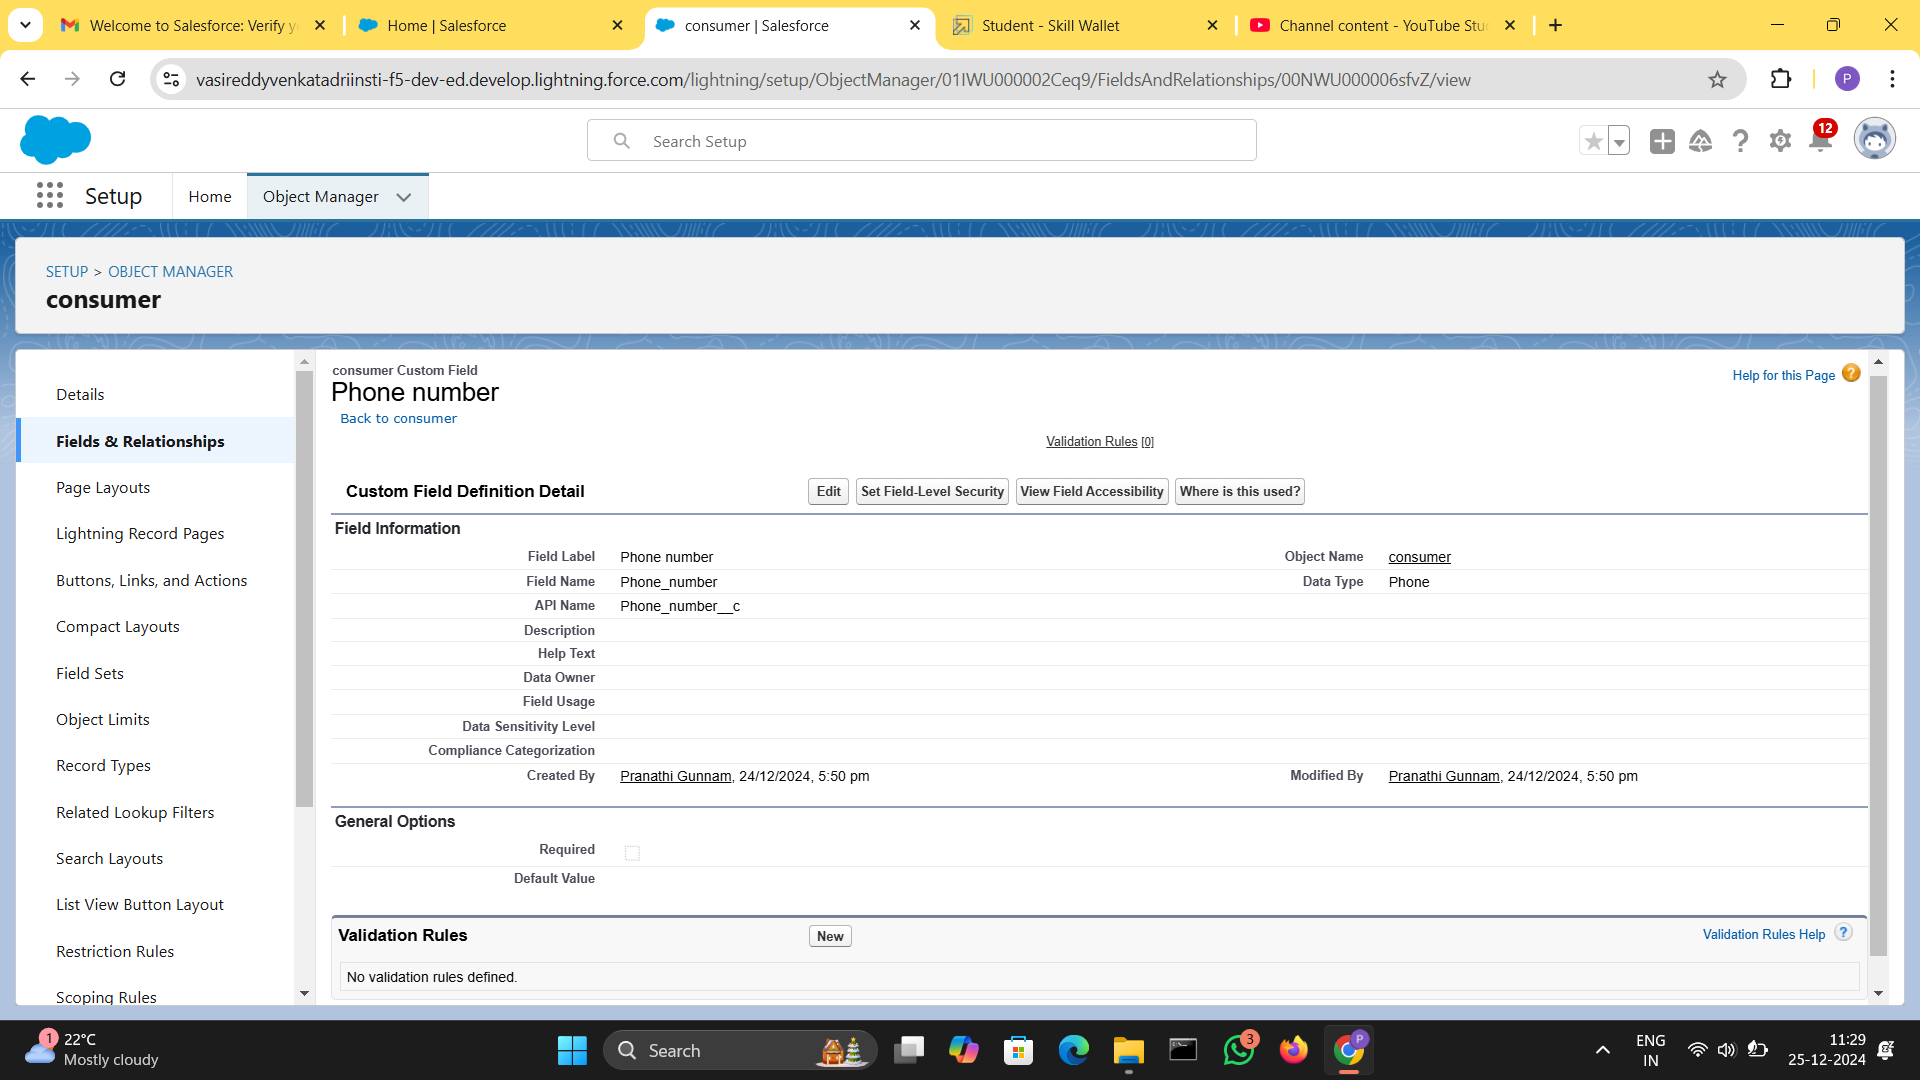 Welcome to Salesforce: Verify y
Home | Salesforce
consumer | Salesforce
Student - Skill Wallet
Channel content - YouTube Stu
vasireddyvenkatadriinsti-f5-dev-ed.develop.lightning.force.com/lightning/setup/ObjectManager/01IWU000002Ceq9/FieldsAndRelationships/00NWU000006sfvZ/view
P
Search Setup
12
Setup
Home
Object Manager
SETUP > OBJECT MANAGER
consumer
Details
Fields & Relationships
Page Layouts
Lightning Record Pages
Buttons, Links, and Actions
Compact Layouts
Field Sets
Object Limits
Record Types
Related Lookup Filters
Search Layouts
List View Button Layout
Restriction Rules
Scoping Rules
consumer Custom Field
Phone number
Back to consumer
Help for this Page ?
Validation Rules [0]
Custom Field Definition Detail
Edit
Set Field-Level Security
View Field Accessibility
Where is this used?
Field Information
Field Label Phone number Object Name consumer
Field Name Phone_number Data Type Phone
API Name Phone_number__c
Description
Help Text
Data Owner
Field Usage
Data Sensitivity Level
Compliance Categorization
Created By Pranathi Gunnam, 24/12/2024, 5:50 pm Modified By Pranathi Gunnam, 24/12/2024, 5:50 pm
General Options
Required
Default Value
Validation Rules New Validation Rules Help ?
No validation rules defined.
1
22°C
Mostly cloudy
Search
3
P
ENG
IN
11:29
25-12-2024